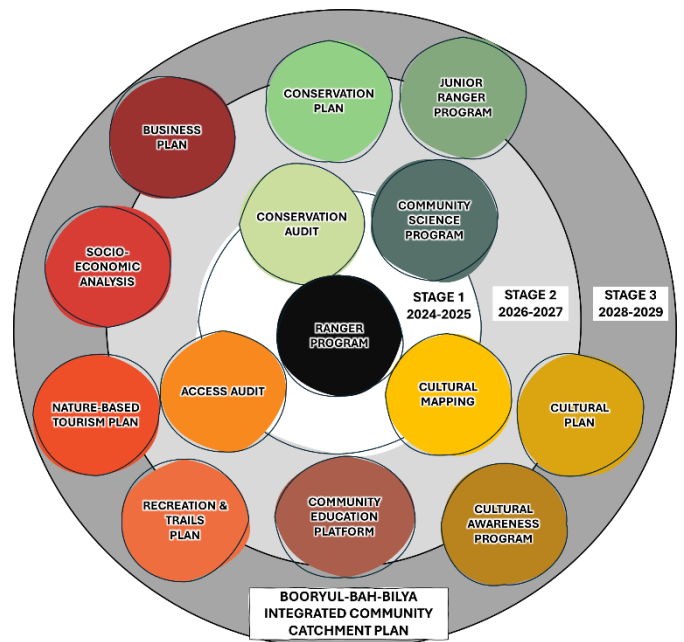 CONSERVATION
PLAN
JUNIOR
RANGER
PROGRAM
BUSINESS
PLAN
CONSERVATION
AUDIT
COMMUNITY
SCIENCE
PROGRAM
SOCIO-
ECONOMIC
ANALYSIS
RANGER
PROGRAM
STAGE 1
2024-2025
STAGE 2
2026-2027
STAGE 3
2028-2029
NATURE-BASED
TOURISM PLAN
ACCESS AUDIT
CULTURAL
MAPPING
CULTURAL
PLAN
RECREATION &
TRAILS
PLAN
COMMUNITY
EDUCATION
PLATFORM
CULTURAL
AWARENESS
PROGRAM
BOORYUL-BAH-BILYA
INTEGRATED COMMUNITY
CATCHMENT PLAN